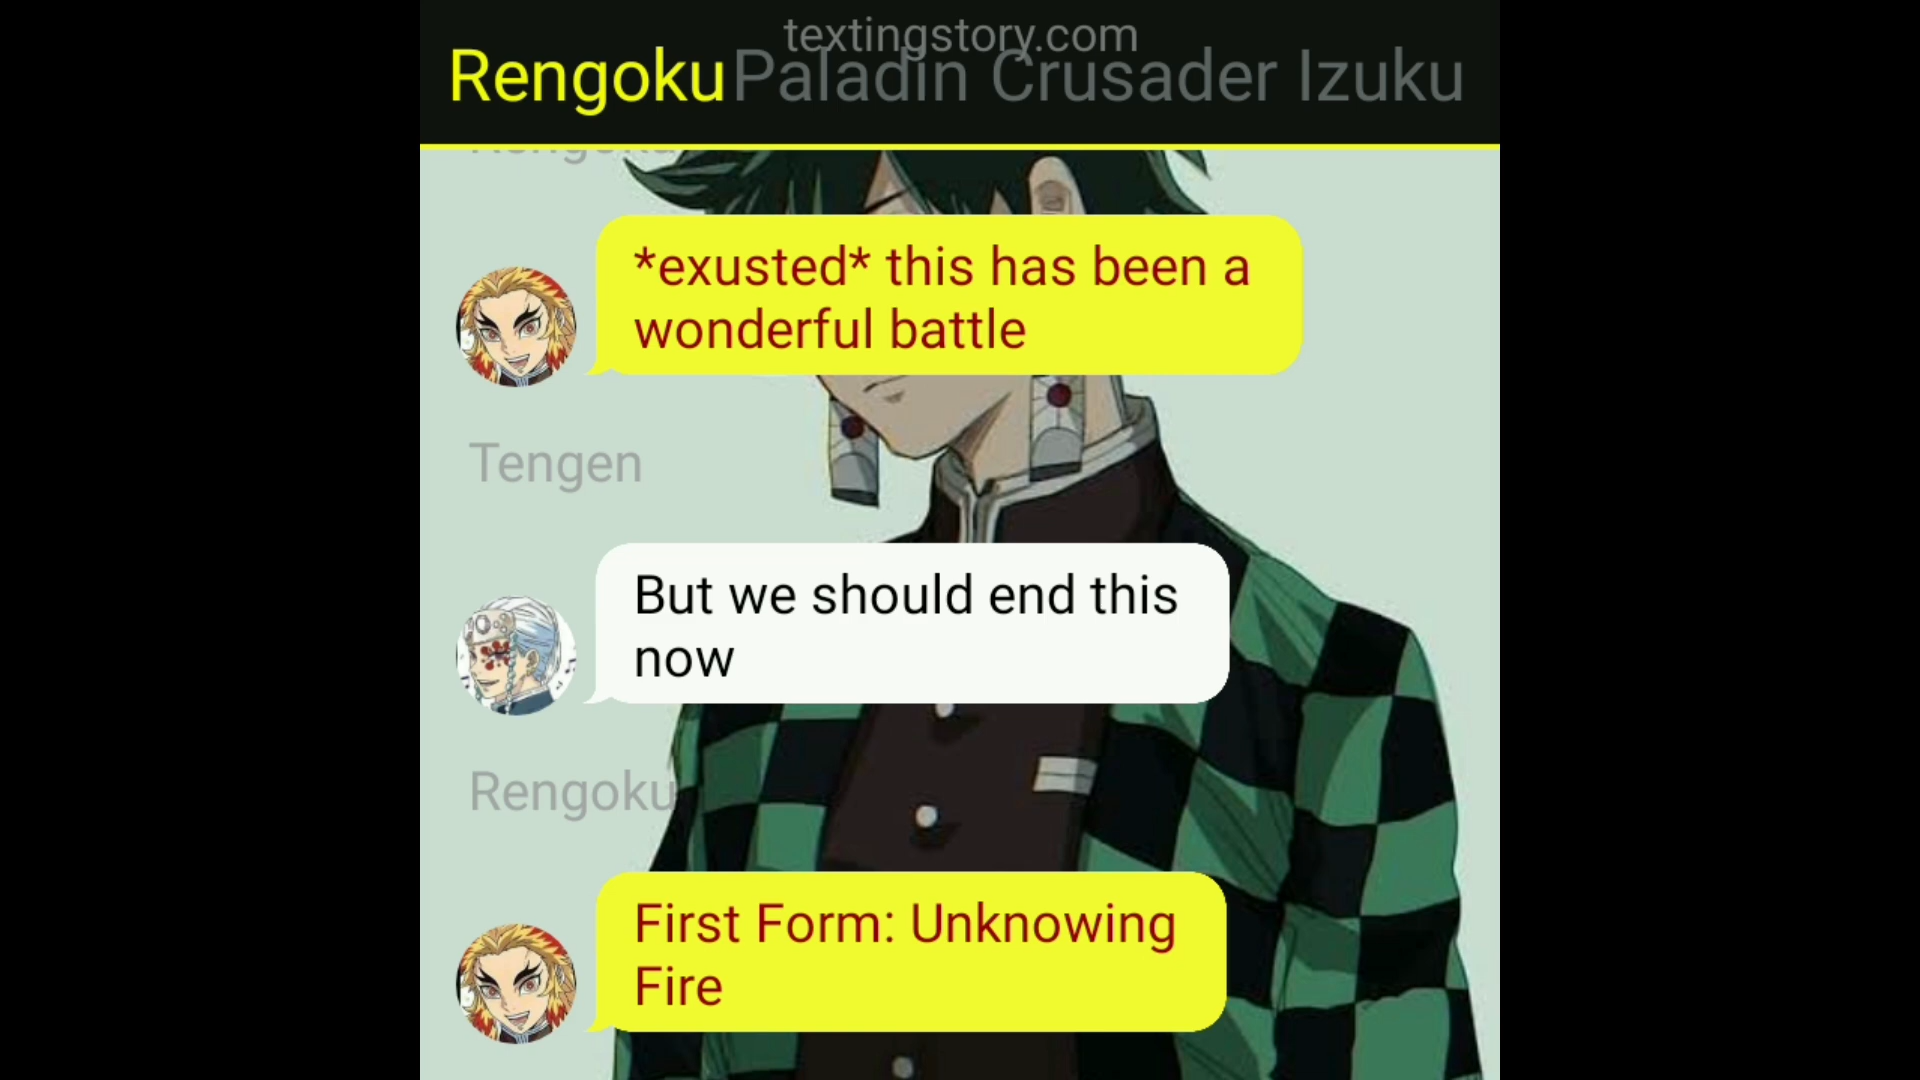 textingstory.com
Rengoku Paladin Crusader Izuku
Rengoku
*exusted* this has been a
wonderful battle
Tengen
But we should end this
now
Rengoku
First Form: Unknowing
Fire